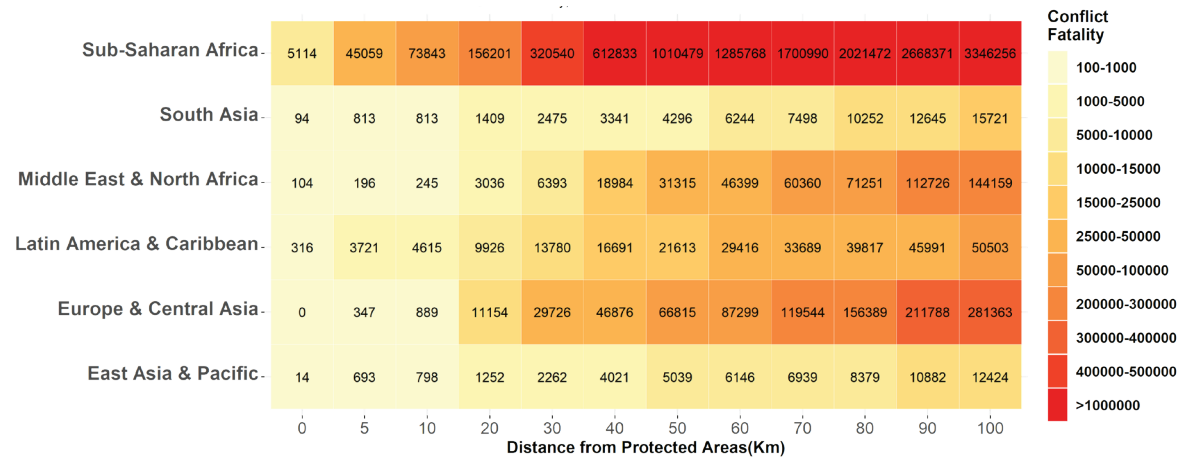 Sub-Saharan Africa 5114 45059 73843 156201 320540 612833 1010479 1285768 1700990 2021472 2668371 3346256
South Asia 94 813 813 1409 2475 3341 4296 6244 7498 10252 12645 15721
Middle East & North Africa 104 196 245 3036 6393 18984 31315 46399 60360 71251 112726 144159
Latin America & Caribbean 316 3721 4615 9926 13780 16691 21613 29416 33689 39817 45991 50503
Europe & Central Asia 0 347 889 11154 29726 46876 66815 87299 119544 156389 211788 281363
East Asia & Pacific 14 693 798 1252 2262 4021 5039 6146 6939 8379 10882 12424
0 5 10 20 30 40 50 60 70 80 90 100
Distance from Protected Areas(Km)
Conflict
Fatality
100-1000
1000-5000
5000-10000
10000-15000
15000-25000
25000-50000
50000-100000
200000-300000
300000-400000
400000-500000
>1000000